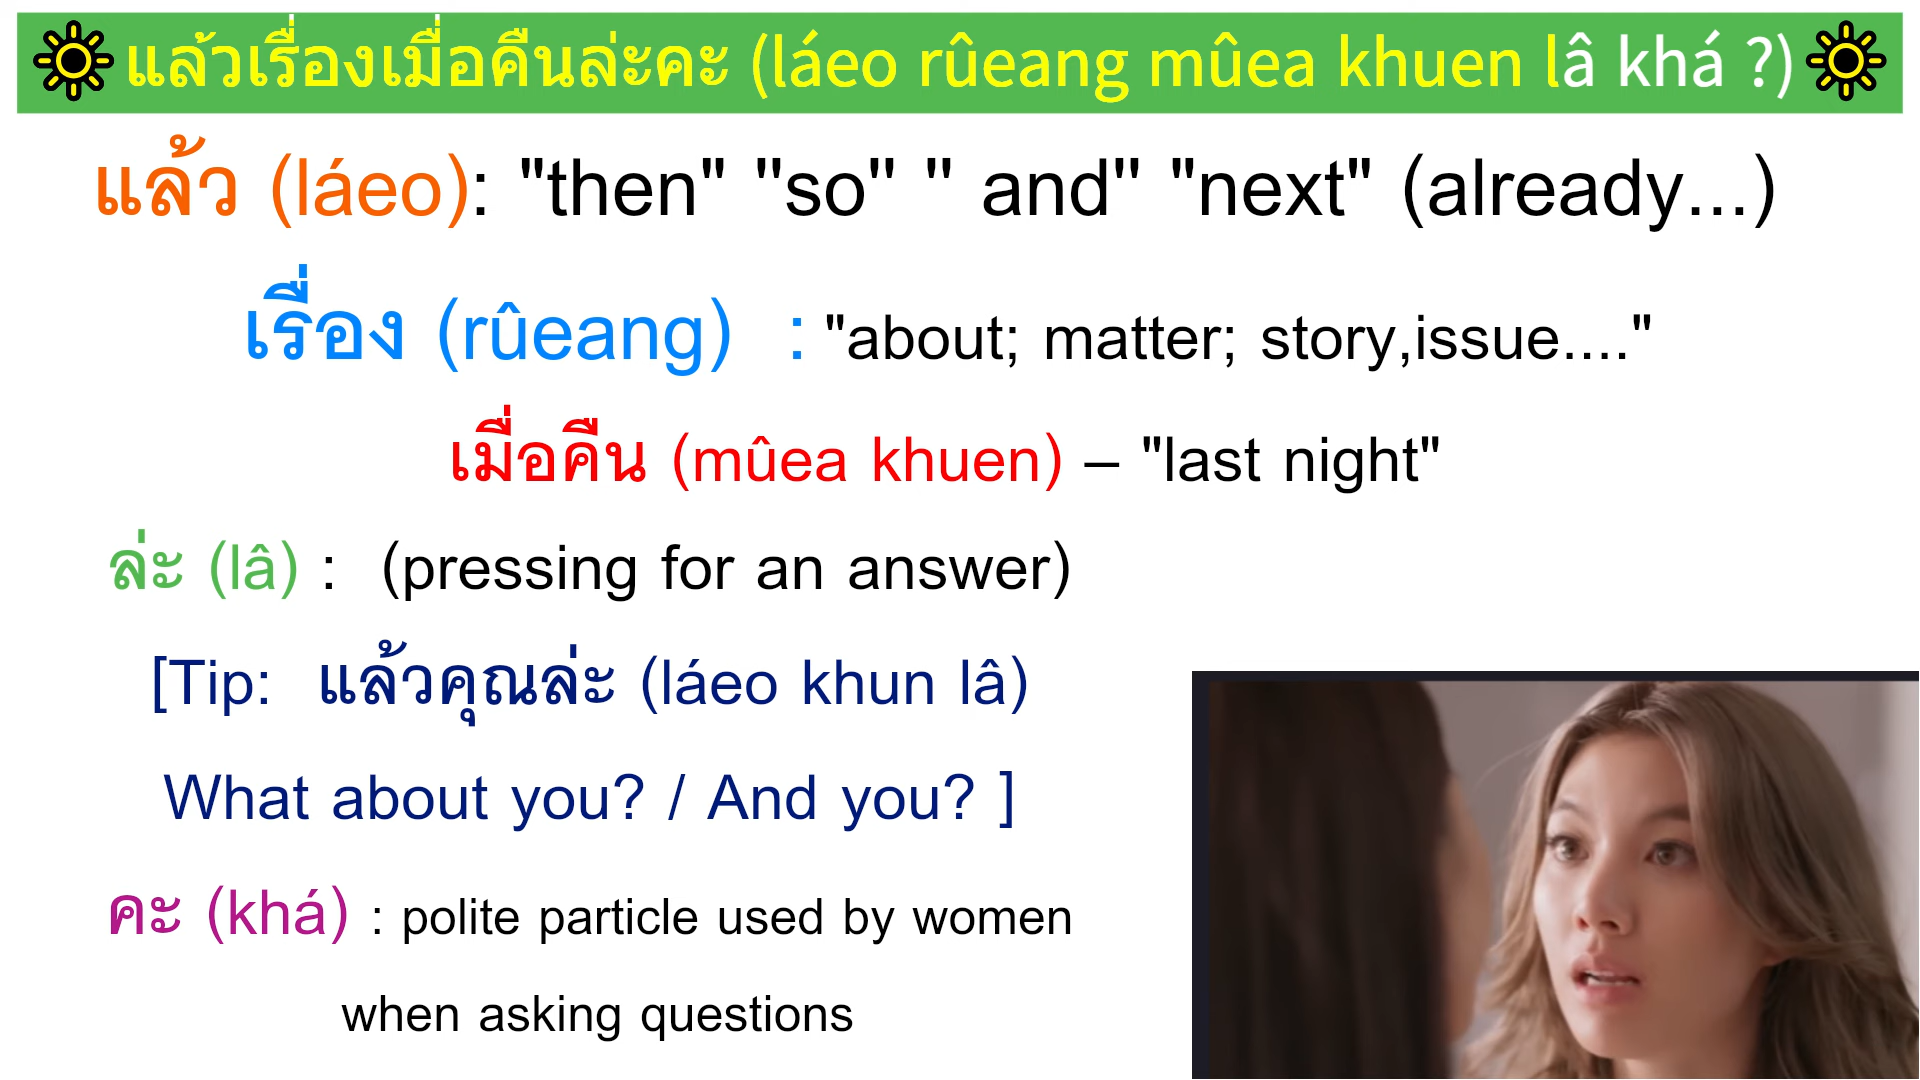 แล้วเรื่องเมื่อคืนล่ะคะ (láeo rûeang mûea khuen lâ khá ?)
แล้ว (láeo): "then" "so" " and" "next" (already...)
เรื่อง (rûeang) : "about; matter; story,issue...."
เมื่อคืน (mûea khuen) – "last night"
ล่ะ (lâ) : (pressing for an answer)
[Tip: แล้วคุณล่ะ (láeo khun lâ)
What about you? / And you? ]
คะ (khá) : polite particle used by women
when asking questions